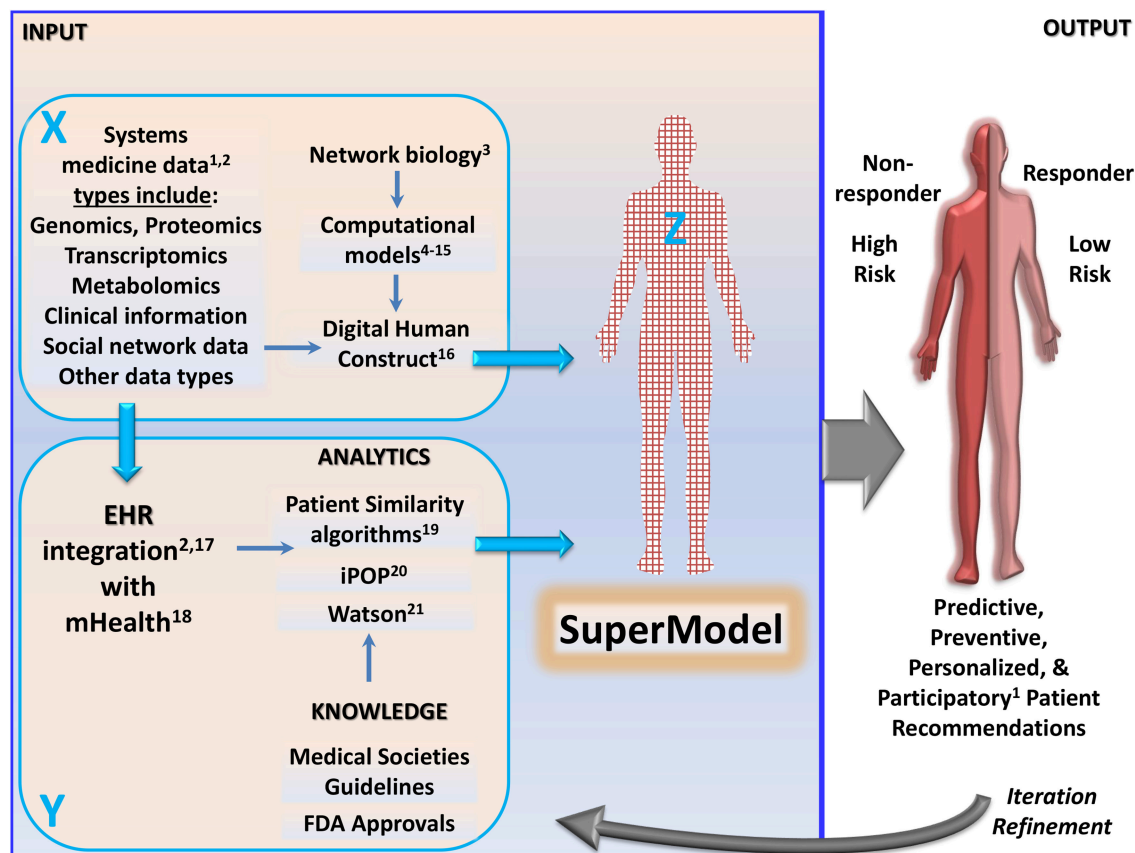 INPUT
X
Systems
medicine data1,2
types include:
Genomics, Proteomics
Transcriptomics
Metabolomics
Clinical information
Social network data
Other data types
Network biology3
Computational
models4-15
Digital Human
Construct16
Z
SuperModel
EHR
integration2,17
with
mHealth18
ANALYTICS
Patient Similarity
algorithms19
iPOP20
Watson21
KNOWLEDGE
Medical Societies
Guidelines
FDA Approvals
Y
OUTPUT
Non-
responder
High
Risk
Responder
Low
Risk
Predictive,
Preventive,
Personalized, &
Participatory1 Patient
Recommendations
Iteration
Refinement